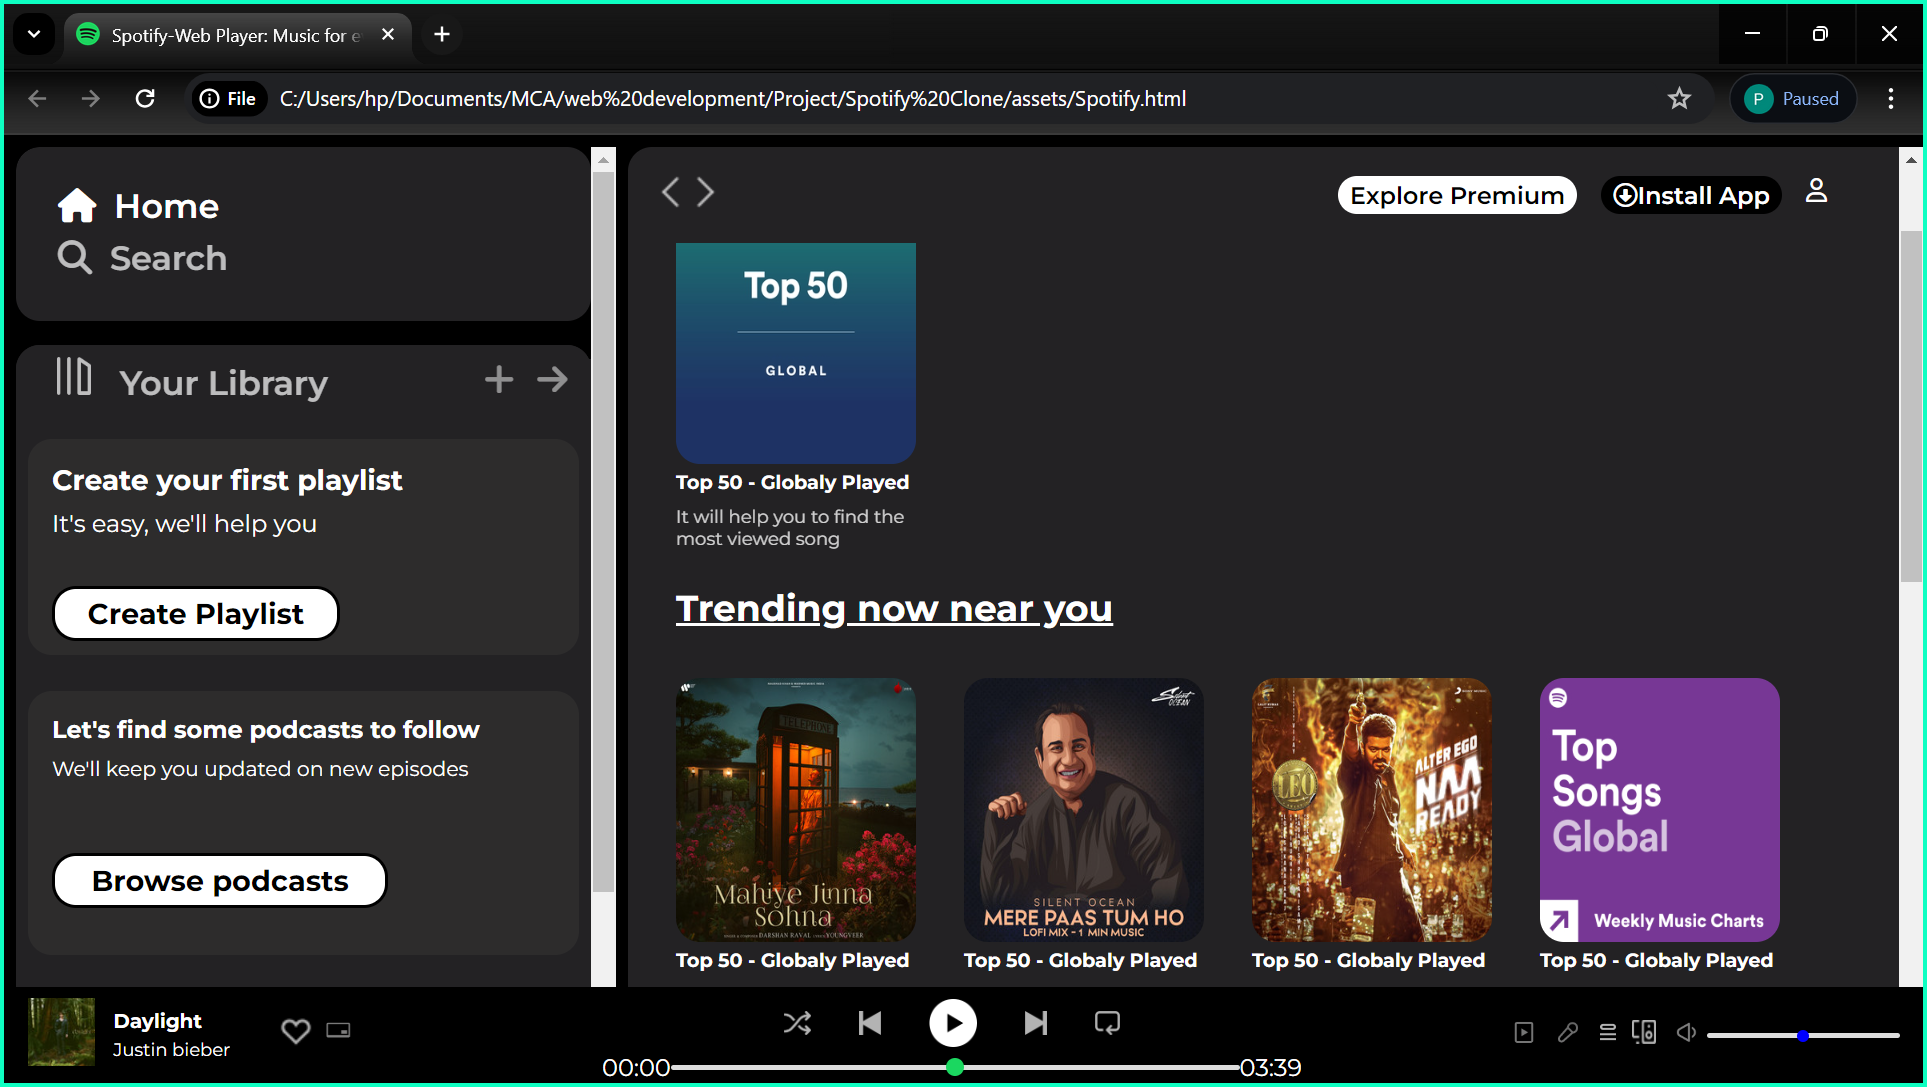 Spotify-Web Player: Music for e
File
C:/Users/hp/Documents/MCA/web%20development/Project/Spotify%20Clone/assets/Spotify.html
P
Paused
Home
Search
Your Library
Create your first playlist
It's easy, we'll help you
Create Playlist
Let's find some podcasts to follow
We'll keep you updated on new episodes
Browse podcasts
Explore Premium
Install App
Top 50
GLOBAL
Top 50 - Globaly Played
It will help you to find the
most viewed song
Trending now near you
TELEPHONE
Mahiye Jinna
Sohna
DARSHAN RAVAL
YOUNGVEER
Top 50 - Globaly Played
Silent
OCEAN
SILENT OCEAN
MERE PAAS TUM HO
LOFI MIX - 1 MIN MUSIC
Top 50 - Globaly Played
LEO
ALTER EGO
NAA
READY
Top 50 - Globaly Played
Top
Songs
Global
Weekly Music Charts
Top 50 - Globaly Played
Daylight
Justin bieber
00:00
03:39